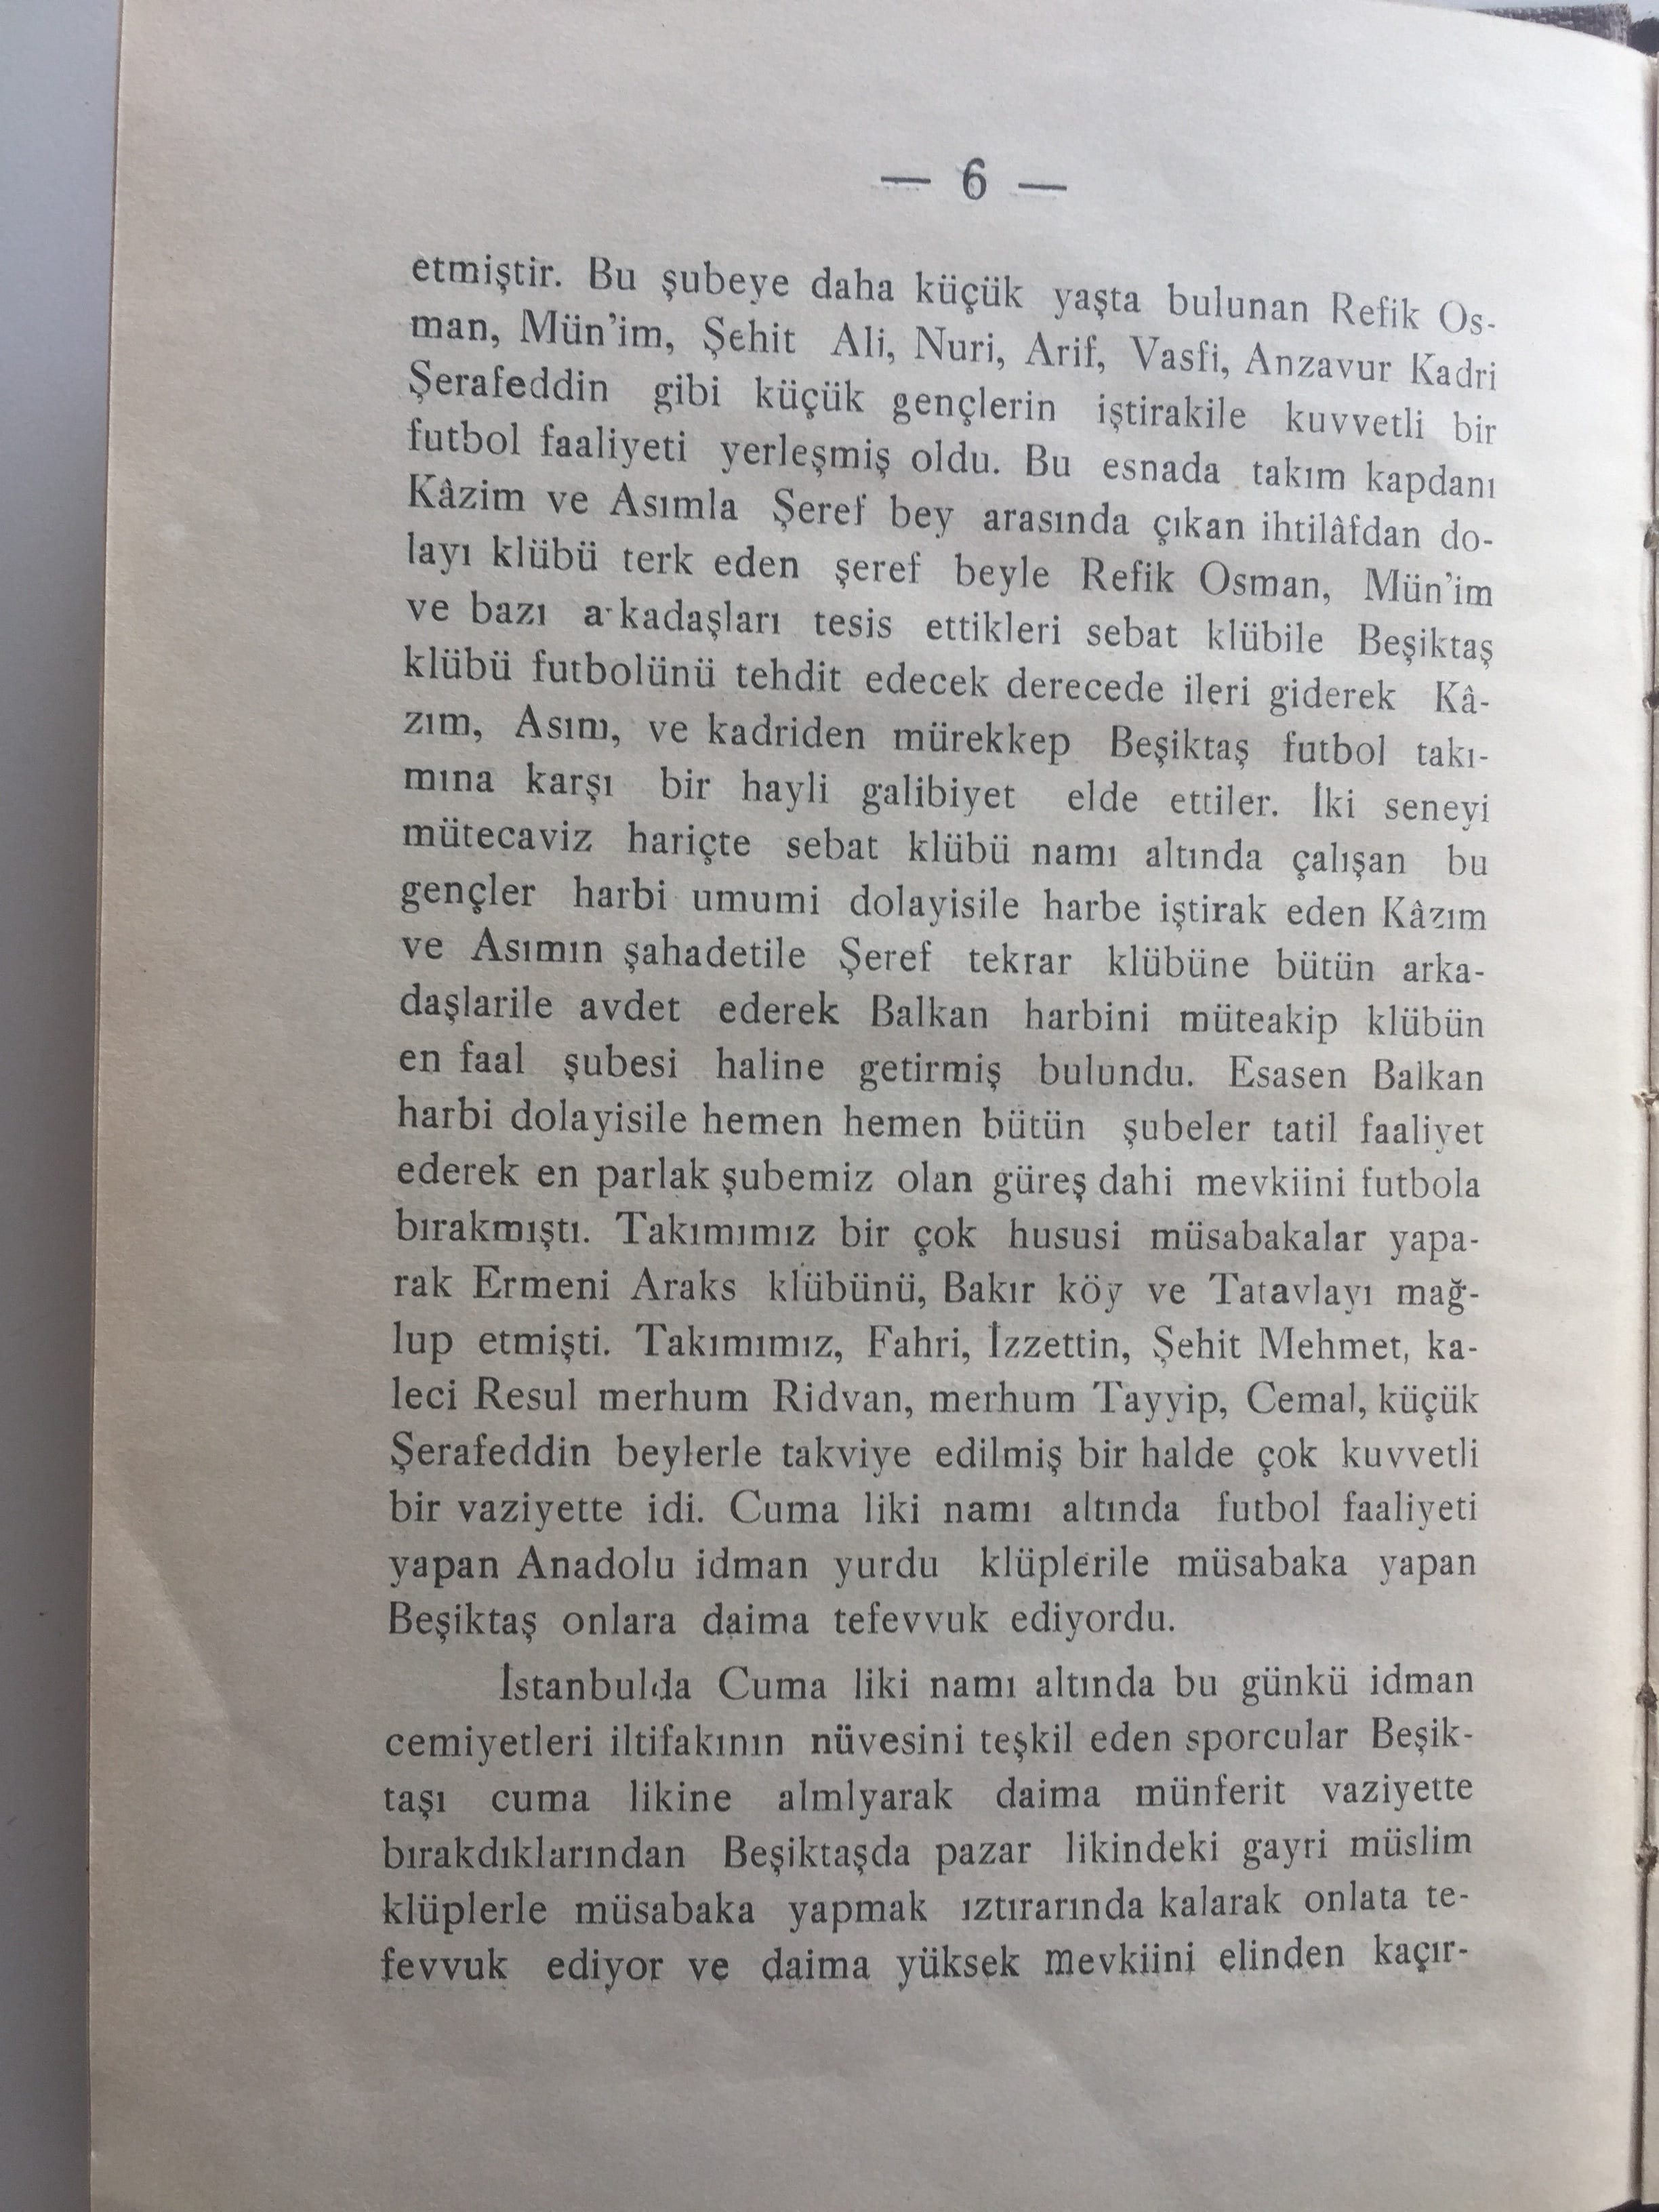 — 6 —
etmiştir. Bu şubeye daha küçük yaşta bulunan Refik Os-
man, Mün’im, Şehit Ali, Nuri, Arif, Vasfi, Anzavur Kadri
Şerafeddin gibi küçük gençlerin iştirakile kuvvetli bir
futbol faaliyeti yerleşmiş oldu. Bu esnada takım kapdanı
Kâzim ve Asımla Şeref bey arasında çıkan ihtilâfdan do-
layı klübü terk eden şeref beyle Refik Osman, Mün’im
ve bazı arkadaşları tesis ettikleri sebat klübile Beşiktaş
klübü futbolünü tehdit edecek derecede ileri giderek Kâ-
zım, Asım, ve kadriden mürekkep Beşiktaş futbol takı-
mına karşı bir hayli galibiyet elde ettiler. İki seneyi
mütecaviz hariçte sebat klübü namı altında çalışan bu
gençler harbi umumi dolayisile harbe iştirak eden Kâzım
ve Asımın şahadetile Şeref tekrar klübüne bütün arka-
daşlarile avdet ederek Balkan harbini müteakip klübün
en faal şubesi haline getirmiş bulundu. Esasen Balkan
harbi dolayisile hemen hemen bütün şubeler tatil faaliyet
ederek en parlak şubemiz olan güreş dahi mevkiini futbola
bırakmıştı. Takımımız bir çok hususi müsabakalar yapa-
rak Ermeni Araks klübünü, Bakır köy ve Tatavlayı mağ-
lup etmişti. Takımımız, Fahri, İzzettin, Şehit Mehmet, ka-
leci Resul merhum Ridvan, merhum Tayyip, Cemal, küçük
Şerafeddin beylerle takviye edilmiş bir halde çok kuvvetli
bir vaziyette idi. Cuma liki namı altında futbol faaliyeti
yapan Anadolu idman yurdu klüplerile müsabaka yapan
Beşiktaş onlara daima tefevvuk ediyordu.
İstanbulda Cuma liki namı altında bu günkü idman
cemiyetleri iltifakının nüvesini teşkil eden sporcular Beşik-
taşı cuma likine almlyarak daima münferit vaziyette
bırakdıklarından Beşiktaşda pazar likindeki gayri müslim
klüplerle müsabaka yapmak ıztırarında kalarak onlata te-
fevvuk ediyor ve daima yüksek mevkiini elinden kaçır-